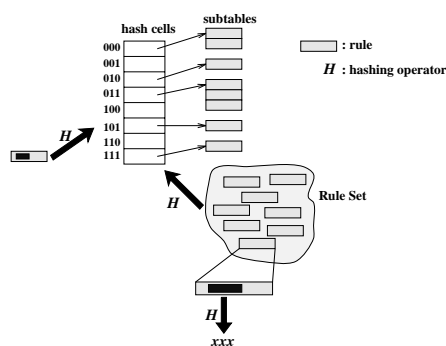 hash cells
subtables
000
001
010
011
100
101
110
111
: rule
H : hashing operator
H
H
Rule Set
H
xxx